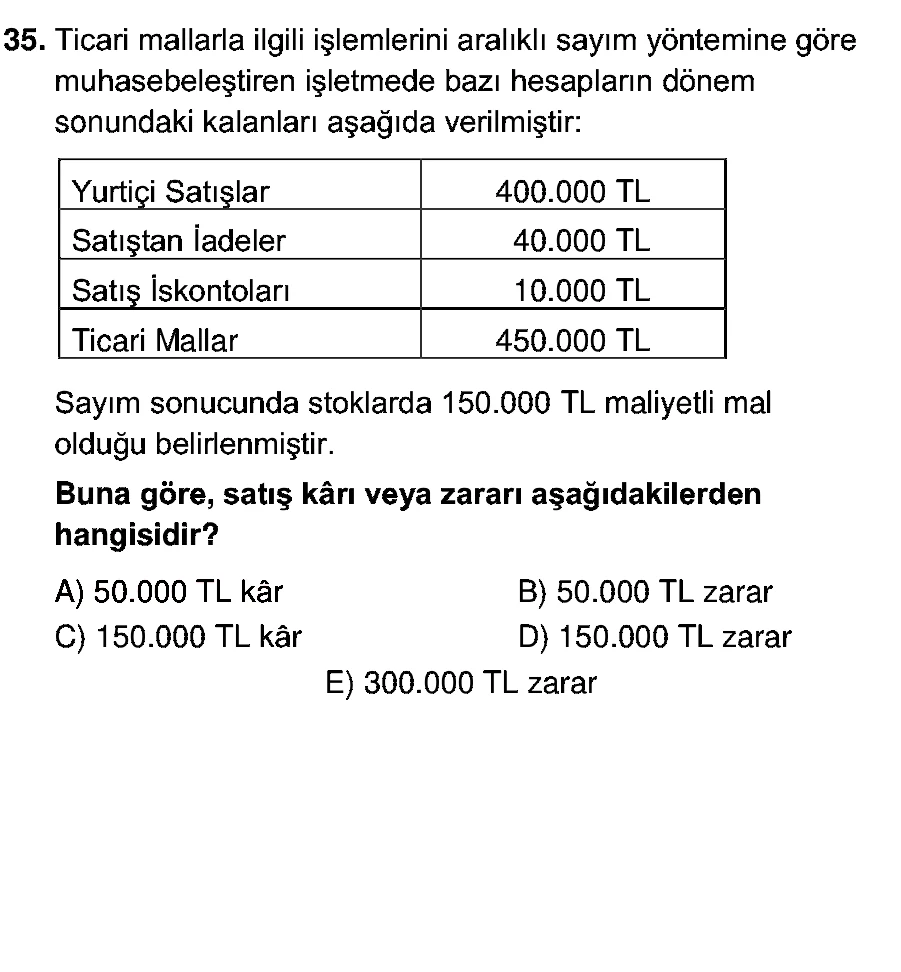 35. Ticari mallarla ilgili işlemlerini aralıklı sayım yöntemine göre
muhasebeleştiren işletmede bazı hesapların dönem
sonundaki kalanları aşağıda verilmiştir:
Yurtiçi Satışlar 400.000 TL
Satıştan İadeler 40.000 TL
Satış İskontoları 10.000 TL
Ticari Mallar 450.000 TL
Sayım sonucunda stoklarda 150.000 TL maliyetli mal
olduğu belirlenmiştir.
Buna göre, satış kârı veya zararı aşağıdakilerden
hangisidir?
A) 50.000 TL kâr B) 50.000 TL zarar
C) 150.000 TL kâr D) 150.000 TL zarar
E) 300.000 TL zarar